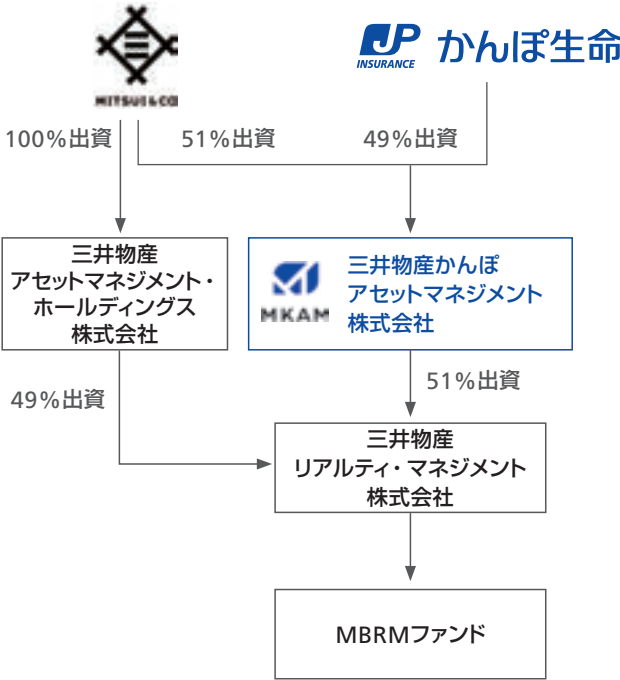 MITSUI & CO
JP
INSURANCE
かんぽ生命
100%出資
51%出資
49%出資
三井物産
アセットマネジメント・
ホールディングス
株式会社
MKAM
三井物産かんぽ
アセットマネジメント
株式会社
49%出資
51%出資
三井物産
リアルティ・マネジメント
株式会社
MBRMファンド